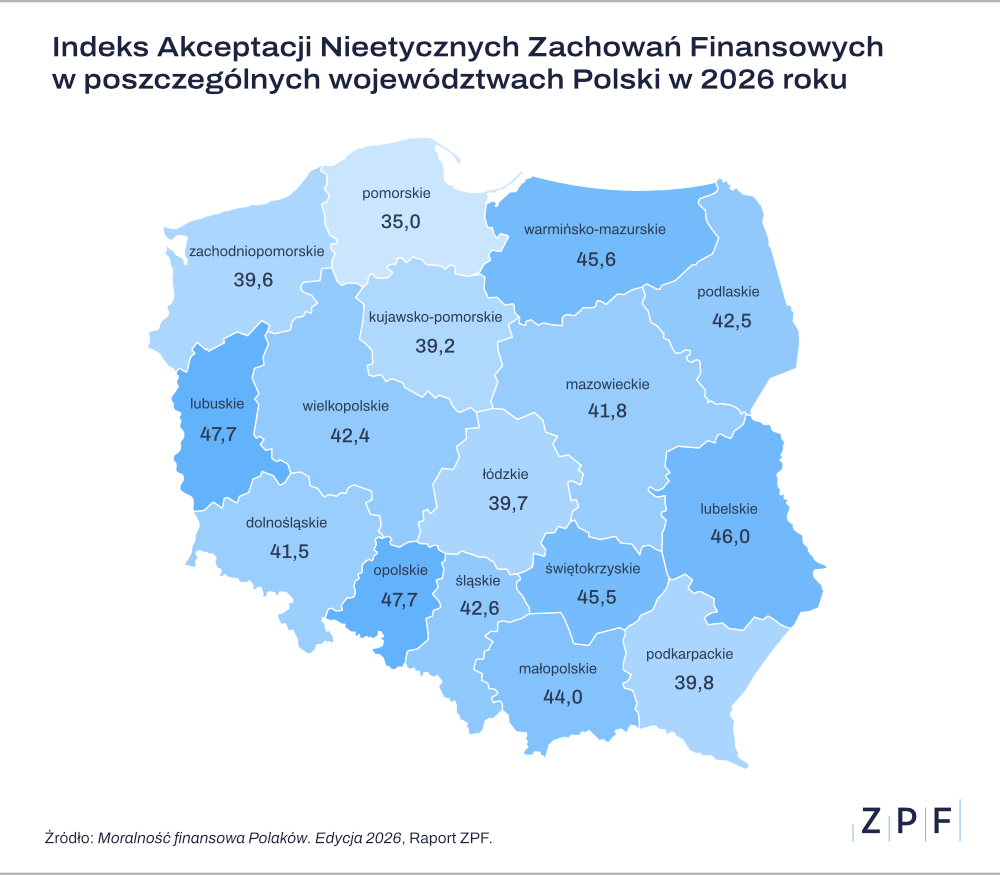 Indeks Akceptacji Nieetycznych Zachowań Finansowych
w poszczególnych województwach Polski w 2026 roku
pomorskie
35,0
warmińsko-mazurskie
45,6
zachodniopomorskie
39,6
podlaskie
42,5
kujawsko-pomorskie
39,2
mazowieckie
41,8
lubuskie
47,7
wielkopolskie
42,4
łódzkie
39,7
lubelskie
46,0
dolnośląskie
41,5
opolskie
47,7
śląskie
42,6
świętokrzyskie
45,5
małopolskie
44,0
podkarpackie
39,8
Źródło: Moralność finansowa Polaków. Edycja 2026, Raport ZPF.
ZPF